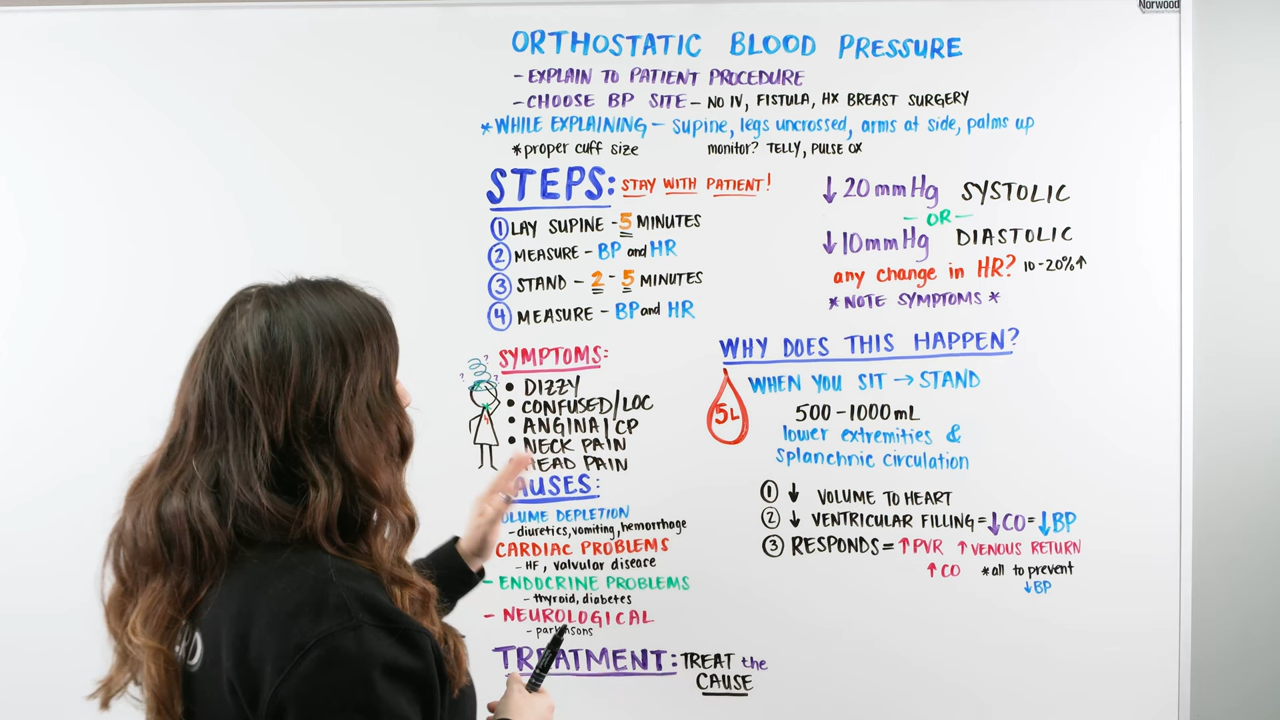 Norwood
ORTHOSTATIC BLOOD PRESSURE
- EXPLAIN TO PATIENT PROCEDURE
- CHOOSE BP SITE - NO IV, FISTULA, HX BREAST SURGERY
*WHILE EXPLAINING - supine, legs uncrossed, arms at side, palms up
*proper cuff size monitor? TELLY, PULSE OX
STEPS: STAY WITH PATIENT!
① LAY SUPINE - 5 MINUTES
② MEASURE - BP and HR
③ STAND - 2 - 5 MINUTES
④ MEASURE - BP and HR
↓ 20 mmHg SYSTOLIC
- OR -
↓ 10 mmHg DIASTOLIC
any change in HR? 10-20%↑
*NOTE SYMPTOMS*
SYMPTOMS:
? ? ?
• DIZZY
• CONFUSED/LOC
• ANGINA/CP
• NECK PAIN
HEAD PAIN
AUSES:
OLUME DEPLETION
- diuretics, vomiting, hemorrhage
CARDIAC PROBLEMS
- HF, valvular disease
- ENDOCRINE PROBLEMS
- thyroid, diabetes
- NEUROLOGICAL
- parkinsons
TREATMENT: TREAT the
CAUSE
WHY DOES THIS HAPPEN?
5L
WHEN YOU SIT → STAND
500-1000mL
lower extremities &
splanchnic circulation
① ↓ VOLUME TO HEART
② ↓ VENTRICULAR FILLING = ↓CO = ↓BP
③ RESPONDS = ↑PVR ↑VENOUS RETURN
↑CO *all to prevent
↓BP